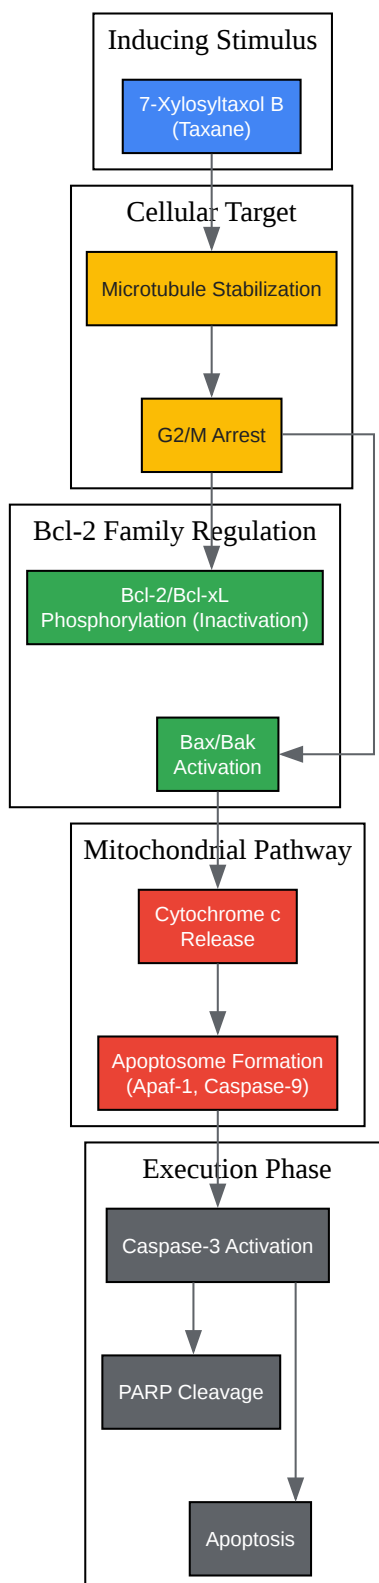 Inducing Stimulus
7-Xylosyltaxol B
(Taxane)
Cellular Target
Microtubule Stabilization
G2/M Arrest
Bcl-2 Family Regulation
Bcl-2/Bcl-xL
Phosphorylation (Inactivation)
Bax/Bak
Activation
Mitochondrial Pathway
Cytochrome c
Release
Apoptosome Formation
(Apaf-1, Caspase-9)
Execution Phase
Caspase-3 Activation
PARP Cleavage
Apoptosis